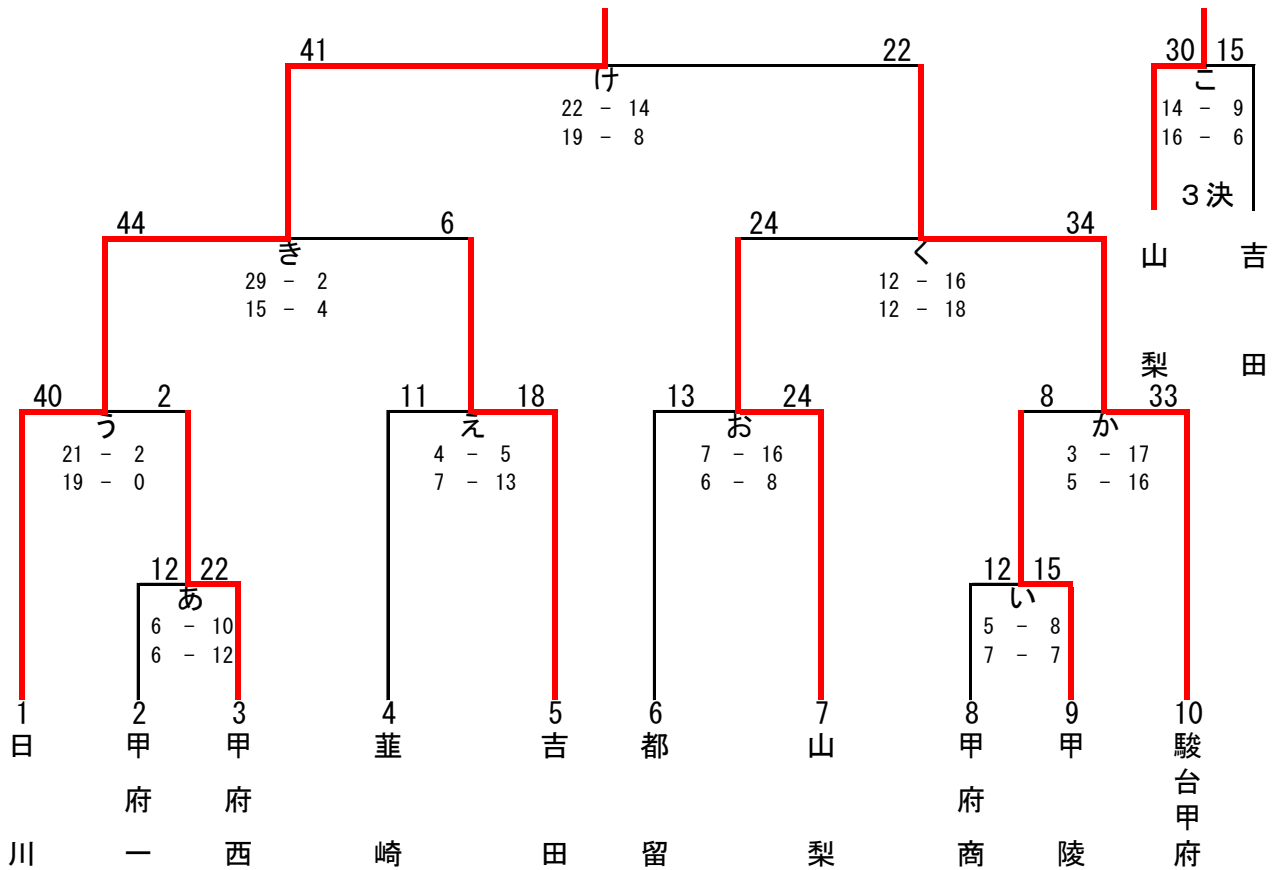 41 22
け
22 - 14
19 - 8
30 15
こ
14 - 9
16 - 6
3決
山梨 吉田
44 6
き
29 - 2
15 - 4
24 34
く
12 - 16
12 - 18
40 2
う
21 - 2
19 - 0
11 18
え
4 - 5
7 - 13
13 24
お
7 - 16
6 - 8
8 33
か
3 - 17
5 - 16
12 22
あ
6 - 10
6 - 12
12 15
い
5 - 8
7 - 7
1 2 3 4 5 6 7 8 9 10
日川 甲府一 甲府西 韮崎 吉田 都留 山梨 甲府商 甲陵 駿台甲府